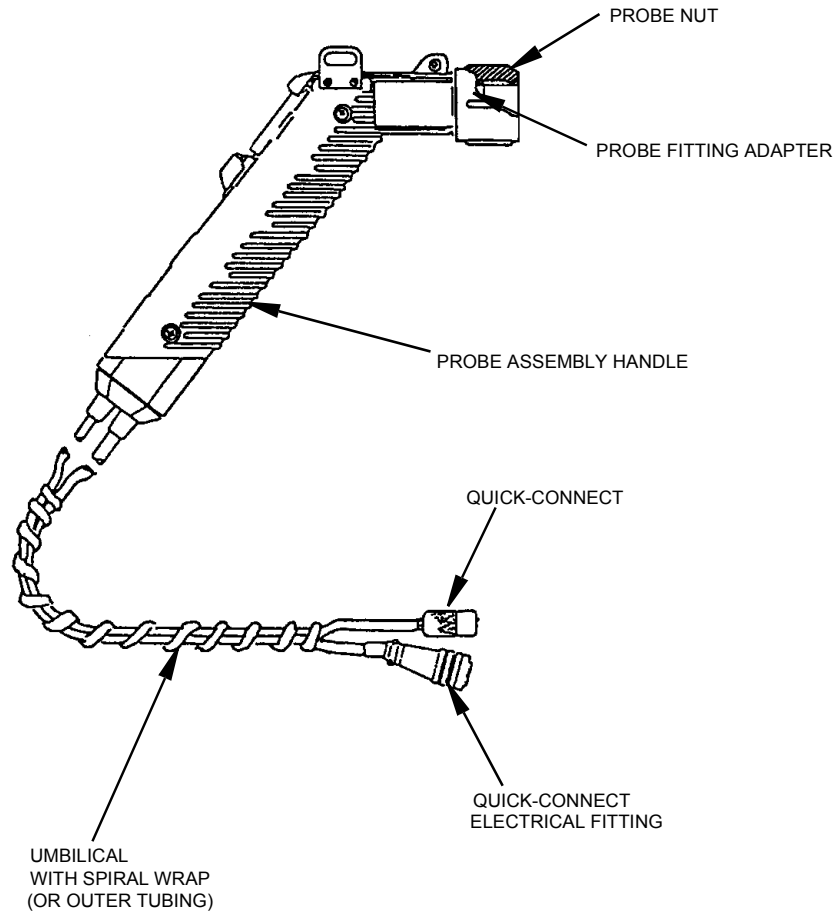 PROBE NUT
PROBE FITTING ADAPTER
PROBE ASSEMBLY HANDLE
QUICK-CONNECT
QUICK-CONNECT
ELECTRICAL FITTING
UMBILICAL
WITH SPIRAL WRAP
(OR OUTER TUBING)